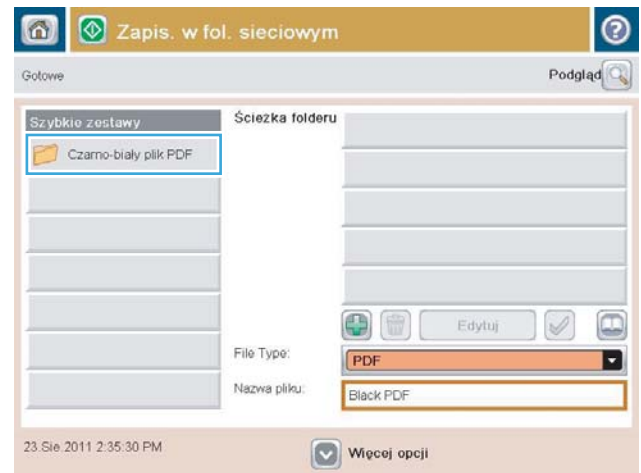 Zapis. w fol. sieciowym
Gotowe
Podgląd
Szybkie zestawy
Ścieżka folderu
Czarno-biały plik PDF
Edytuj
File Type:
PDF
Nazwa pliku:
Black PDF
23 Sie 2011 2:35:30 PM
Więcej opcji